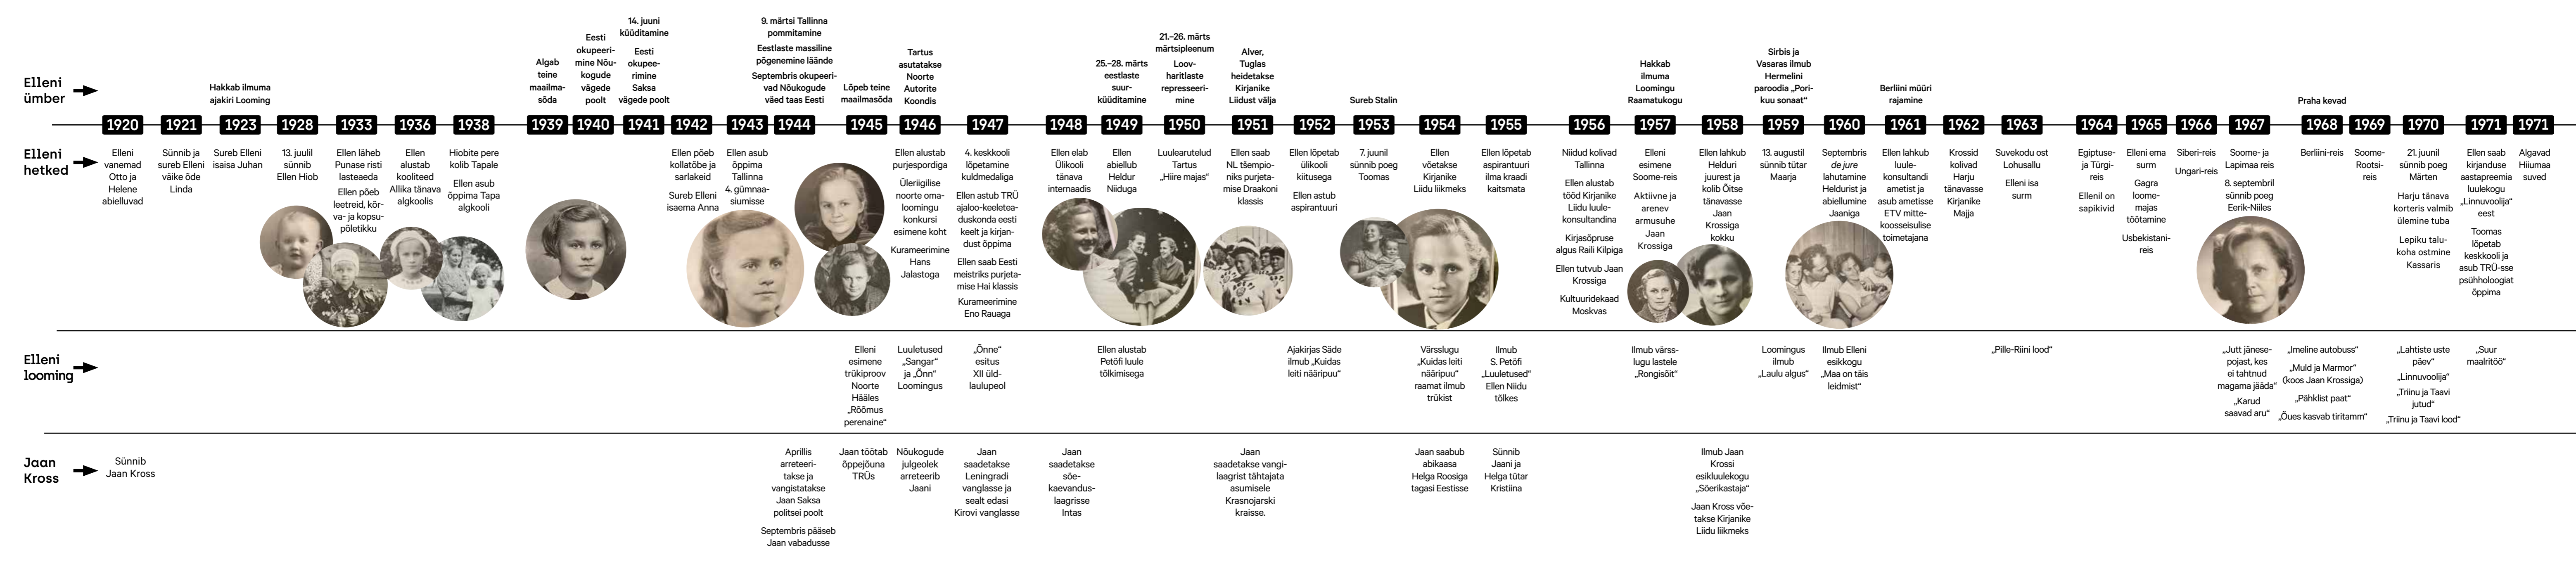 Elleni
ümber
Hakkab ilmuma
ajakiri Looming
Algab
teine
maailma-
sõda
Eesti
okupeeri-
mine Nõu-
kogude
vägede
poolt
14. juuni
küüditamine
Eesti
okupee-
rimine
Saksa
vägede poolt
9. märtsi Tallinna
pommitamine
Eestlaste massiline
põgenemine läände
Septembris okupeeri-
vad Nõukogude
väed taas Eesti
Lõpeb teine
maailmasõda
Tartus
asutatakse
Noorte
Autorite
Koondis
25.–28. märts
eestlaste
suur-
küüditamine
21.–26. märts
märtsipleenum
Loov-
haritlaste
represseeri-
mine
Alver,
Tuglas
heidetakse
Kirjanike
Liidust välja
Sureb Stalin
Hakkab
ilmuma
Loomingu
Raamatukogu
Sirbis ja
Vasaras ilmub
Hermelini
paroodia „Pori-
kuu sonaat“
Berliini müüri
rajamine
Praha kevad
1920 1921 1923 1928 1933 1936 1938 1939 1940 1941 1942 1943 1944 1945 1946 1947 1948 1949 1950 1951 1952 1953 1954 1955 1956 1957 1958 1959 1960 1961 1962 1963 1964 1965 1966 1967 1968 1969 1970 1971 1971
Elleni
hetked
Elleni
vanemad
Otto ja
Helene
abielluvad
Sünnib ja
sureb Elleni
väike õde
Linda
Sureb Elleni
isaisa Juhan
13. juulil
sünnib
Ellen Hiob
Ellen läheb
Punase risti
lasteaeda
Ellen põeb
leetreid, kõr-
va- ja kopsu-
põletikku
Ellen
alustab
kooliteed
Allika tänava
algkoolis
Hiobite pere
kolib Tapale
Ellen asub
õppima Tapa
algkooli
Ellen põeb
kollatõbe ja
sarlakeid
Sureb Elleni
isaema Anna
Ellen asub
õppima
Tallinna
4. gümnaa-
siumisse
Ellen alustab
purjespordiga
Üleriigilise
noorte oma-
loomingu
konkursi
esimene koht
Kurameerimine
Hans
Jalastoga
4. keskkooli
lõpetamine
kuldmedaliga
Ellen astub TRÜ
ajaloo-keeletea-
duskonda eesti
keelt ja kirjan-
dust õppima
Ellen saab Eesti
meistriks purjeta-
mise Hai klassis
Kurameerimine
Eno Rauaga
Ellen elab
Ülikooli
tänava
internaadis
Ellen
abiellub
Heldur
Niiduga
Luulearutelud
Tartus
„Hiire majas“
Ellen saab
NL tšempio-
niks purjeta-
mise Draakoni
klassis
Ellen lõpetab
ülikooli
kiitusega
Ellen astub
aspirantuuri
7. juunil
sünnib poeg
Toomas
Ellen
võetakse
Kirjanike
Liidu liikmeks
Ellen lõpetab
aspirantuuri
ilma kraadi
kaitsmata
Niidud kolivad
Tallinna
Ellen alustab
tööd Kirjanike
Liidu luule-
konsultandina
Kirjasõpruse
algus Raili Kilpiga
Ellen tutvub Jaan
Krossiga
Kultuuridekaad
Moskvas
Elleni
esimene
Soome-reis
Aktiivne ja
arenev
armusuhe
Jaan
Krossiga
Ellen lahkub
Helduri
juurest ja
kolib Õitse
tänavasse
Jaan
Krossiga
kokku
13. augustil
sünnib tütar
Maarja
Septembris
de jure
lahutamine
Heldurist ja
abiellumine
Jaaniga
Ellen lahkub
luule-
konsultandi
ametist ja
asub ametisse
ETV mitte-
koosseisulise
toimetajana
Krossid
kolivad
Harju
tänavasse
Kirjanike
Majja
Suvekodu ost
Lohusallu
Elleni isa
surm
Egiptuse-
ja Türgi-
reis
Ellenil on
sapikivid
Elleni ema
surm
Gagra
loome-
majas
töötamine
Usbekistani-
reis
Siberi-reis
Ungari-reis
Soome- ja
Lapimaa reis
8. septembril
sünnib poeg
Eerik-Niiles
Berliini-reis
Soome-
Rootsi-
reis
21. juunil
sünnib poeg
Märten
Harju tänava
korteris valmib
ülemine tuba
Lepiku talu-
koha ostmine
Kassaris
Ellen saab
kirjanduse
aastapreemia
luulekogu
„Linnuvoolija“
eest
Toomas
lõpetab
keskkooli ja
asub TRÜ-sse
psühholoogiat
õppima
Algavad
Hiiumaa
suved
Elleni
looming
Elleni
esimene
trükiproov
Noorte
Hääles
„Rõõmus
perenaine“
Luuletused
„Sangar“
ja „Õnn“
Loomingus
„Õnne“
esitus
XII üld-
laulupeol
Ellen alustab
Petőfi luule
tõlkimisega
Ajakirjas Säde
ilmub „Kuidas
leiti nääripuu“
Värsslugu
„Kuidas leiti
nääripuu“
raamat ilmub
trükist
Ilmub
S. Petőfi
„Luuletused“
Ellen Niidu
tõlkes
Ilmub värss-
lugu lastele
„Rongisõit“
Loomingus
ilmub
„Laulu algus“
Ilmub Elleni
esikkogu
„Maa on täis
leidmist“
„Pille-Riini lood“
„Jutt jänese-
pojast, kes
ei tahtnud
magama jääda“
„Karud
saavad aru“
„Imeline autobuss“
„Muld ja Marmor“
(koos Jaan Krossiga)
„Pähklist paat“
„Õues kasvab tiritamm“
„Lahtiste uste
päev“
„Linnuvoolija“
„Triinu ja Taavi
jutud“
„Triinu ja Taavi lood“
„Suur
maalritöö“
Jaan
Kross
Sünnib
Jaan Kross
Aprillis
arreteeri-
takse ja
vangistatakse
Jaan Saksa
politsei poolt
Septembris pääseb
Jaan vabadusse
Jaan töötab
õppejõuna
TRÜs
Nõukogude
julgeolek
arreteerib
Jaani
Jaan
saadetakse
Leningradi
vanglasse ja
sealt edasi
Kirovi vanglasse
Jaan
saadetakse
söe-
kaevandus-
laagrisse
Intas
Jaan
saadetakse vangi-
laagrist tähtajata
asumisele
Krasnojarski
kraisse.
Jaan saabub
abikaasa
Helga Roosiga
tagasi Eestisse
Sünnib
Jaani ja
Helga tütar
Kristiina
Ilmub Jaan
Krossi
esikluulekogu
„Söerikastaja“
Jaan Kross võe-
takse Kirjanike
Liidu liikmeks